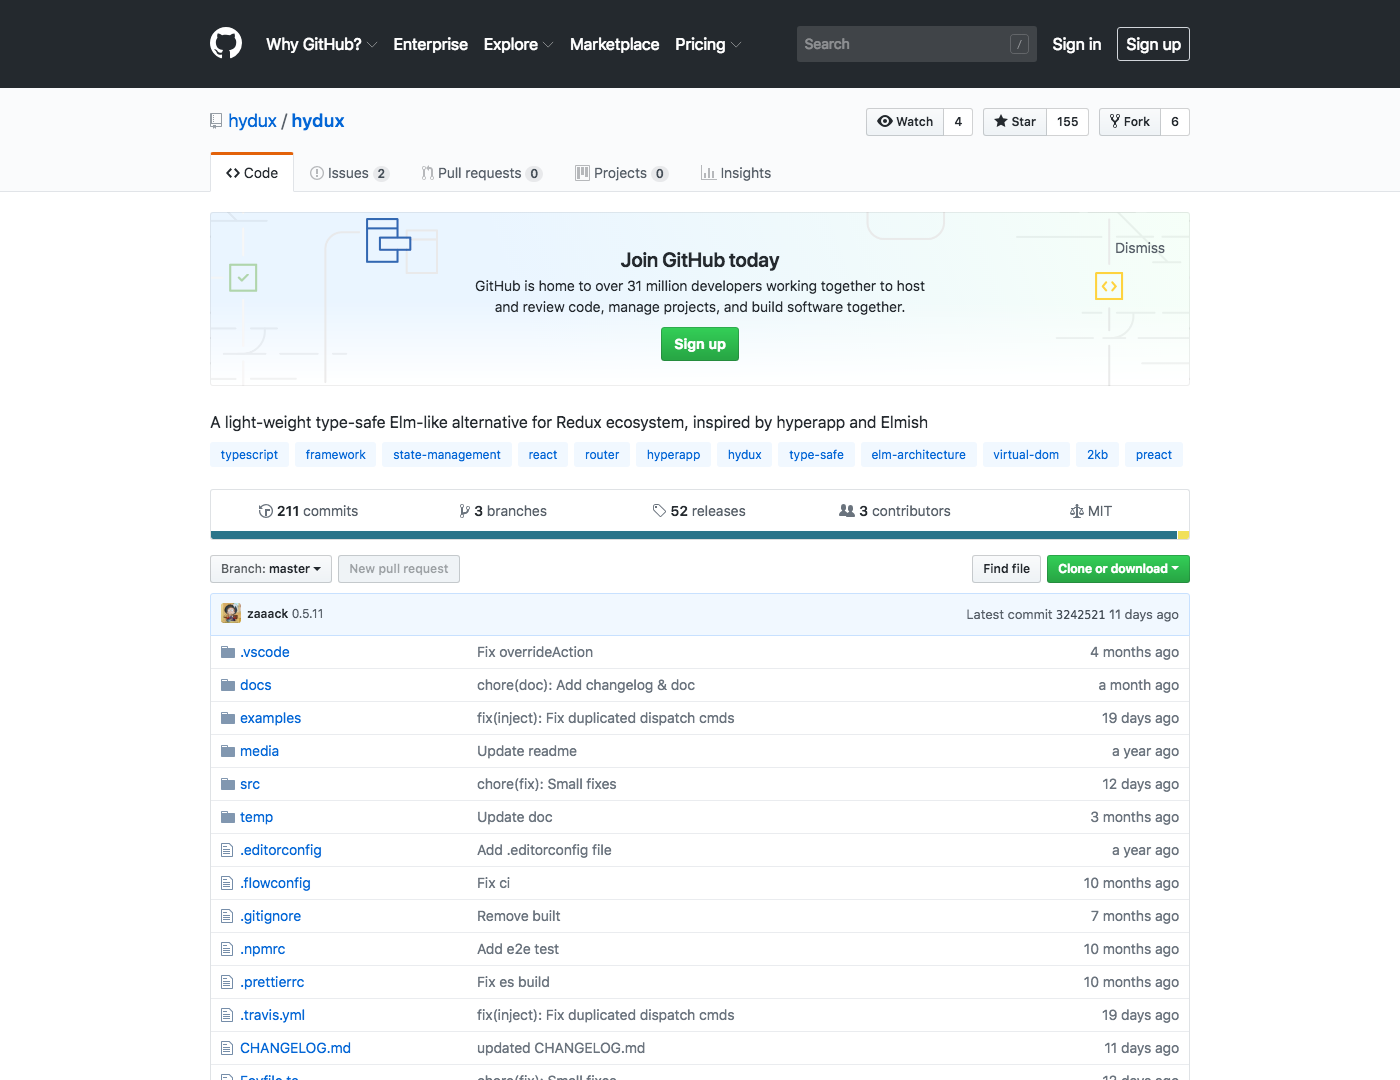 Why GitHub? Enterprise Explore Marketplace Pricing Search / Sign in Sign up
hydux / hydux Watch 4 Star 155 Fork 6
Code Issues 2 Pull requests 0 Projects 0 Insights
Dismiss
Join GitHub today
GitHub is home to over 31 million developers working together to host
and review code, manage projects, and build software together.
Sign up
A light-weight type-safe Elm-like alternative for Redux ecosystem, inspired by hyperapp and Elmish
typescript framework state-management react router hyperapp hydux type-safe elm-architecture virtual-dom 2kb preact
211 commits 3 branches 52 releases 3 contributors MIT
Branch: master New pull request Find file Clone or download
zaaack 0.5.11 Latest commit 3242521 11 days ago
.vscode Fix overrideAction 4 months ago
docs chore(doc): Add changelog & doc a month ago
examples fix(inject): Fix duplicated dispatch cmds 19 days ago
media Update readme a year ago
src chore(fix): Small fixes 12 days ago
temp Update doc 3 months ago
.editorconfig Add .editorconfig file a year ago
.flowconfig Fix ci 10 months ago
.gitignore Remove built 7 months ago
.npmrc Add e2e test 10 months ago
.prettierrc Fix es build 10 months ago
.travis.yml fix(inject): Fix duplicated dispatch cmds 19 days ago
CHANGELOG.md updated CHANGELOG.md 11 days ago
chore(fix): Small fixes 12 days ago